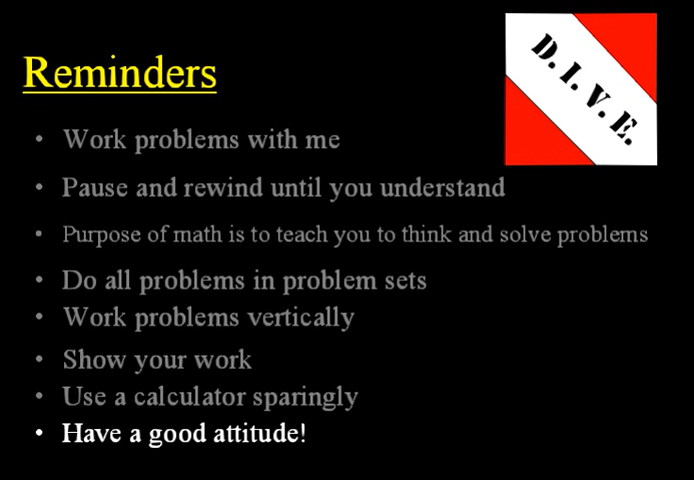 Reminders
D.I.V.E.
• Work problems with me
• Pause and rewind until you understand
• Purpose of math is to teach you to think and solve problems
• Do all problems in problem sets
• Work problems vertically
• Show your work
• Use a calculator sparingly
• Have a good attitude!